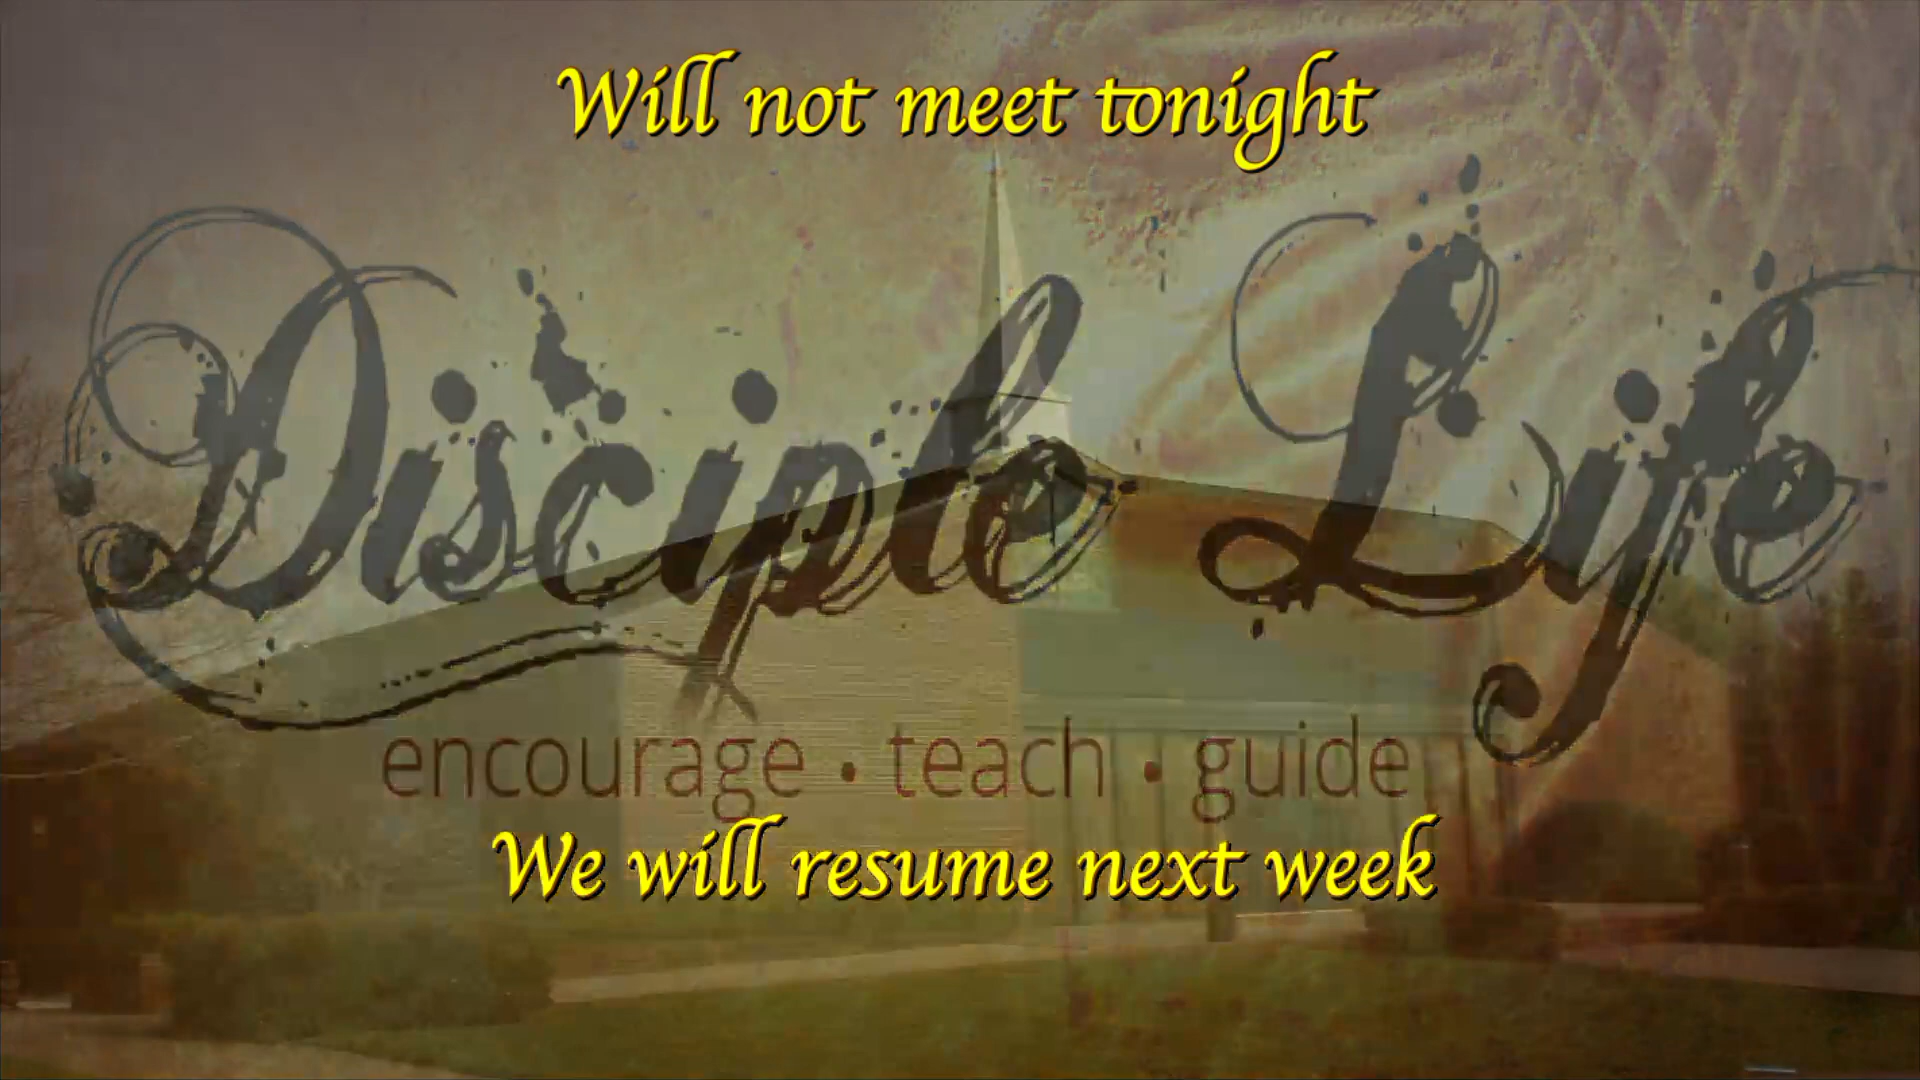 Will not meet tonight
Disciple Life
encourage • teach • guide
We will resume next week